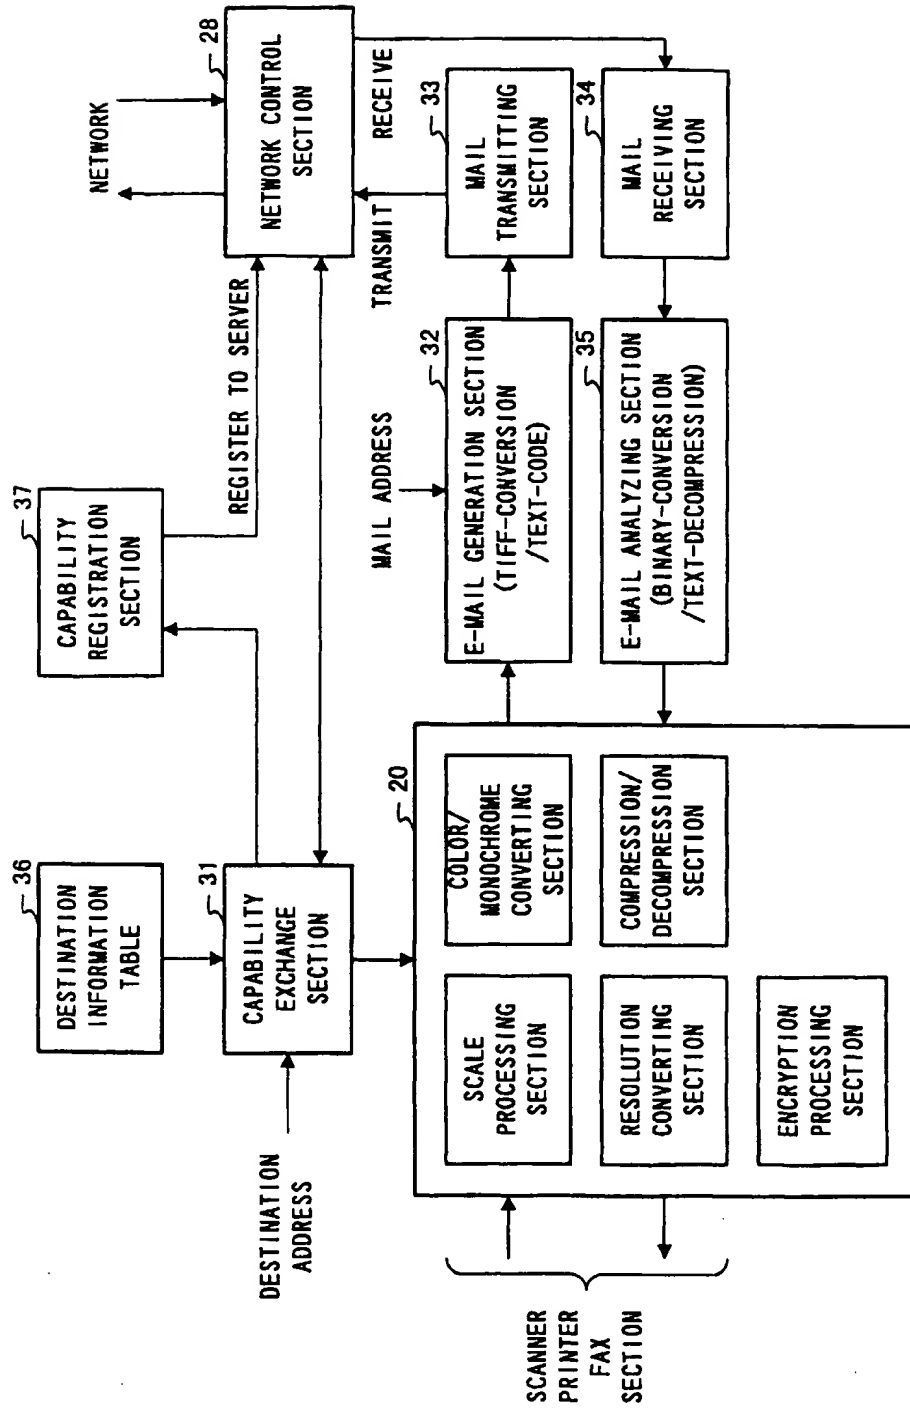 36
DESTINATION
INFORMATION
TABLE
37
CAPABILITY
REGISTRATION
SECTION
NETWORK
28
NETWORK CONTROL
SECTION
REGISTER TO SERVER
DESTINATION
ADDRESS
31
CAPABILITY
EXCHANGE
SECTION
MAIL ADDRESS
TRANSMIT
RECEIVE
20
SCALE
PROCESSING
SECTION
COLOR/
MONOCHROME
CONVERTING
SECTION
RESOLUTION
CONVERTING
SECTION
COMPRESSION/
DECOMPRESSION
SECTION
ENCRYPTION
PROCESSING
SECTION
32
E-MAIL GENERATION SECTION
(TIFF-CONVERSION
/TEXT-CODE)
33
MAIL
TRANSMITTING
SECTION
35
E-MAIL ANALYZING SECTION
(BINARY-CONVERSION
/TEXT-DECOMPRESSION)
34
MAIL
RECEIVING
SECTION
SCANNER
PRINTER
FAX
SECTION